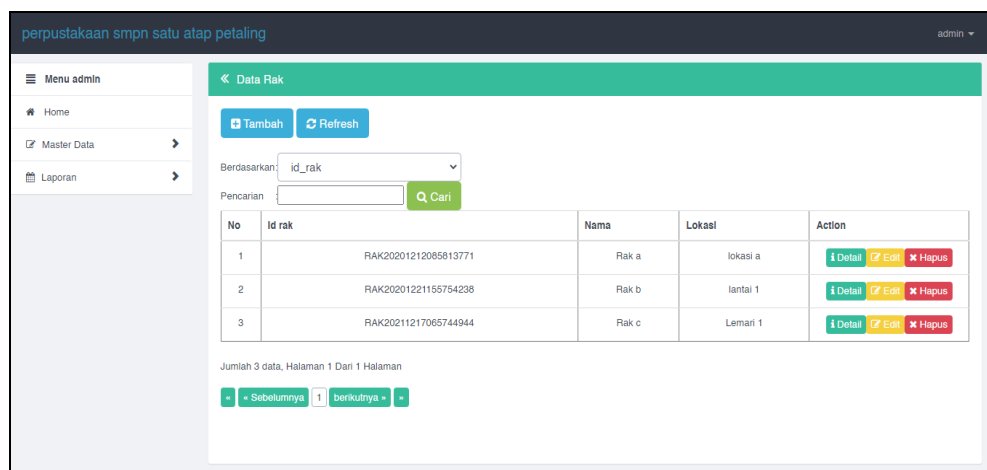 perpustakaan smpn satu atap petaling admin
Menu admin
Home
Master Data
Laporan
« Data Rak
Tambah Refresh
Berdasarkan: id_rak
Pencarian : Cari
No Id rak Nama Lokasi Action
1 RAK20201212085813771 Rak a lokasi a Detail Edit Hapus
2 RAK20201221155754238 Rak b lantai 1 Detail Edit Hapus
3 RAK20211217065744944 Rak c Lemari 1 Detail Edit Hapus
Jumlah 3 data, Halaman 1 Dari 1 Halaman
« « Sebelumnya 1 berikutnya » »